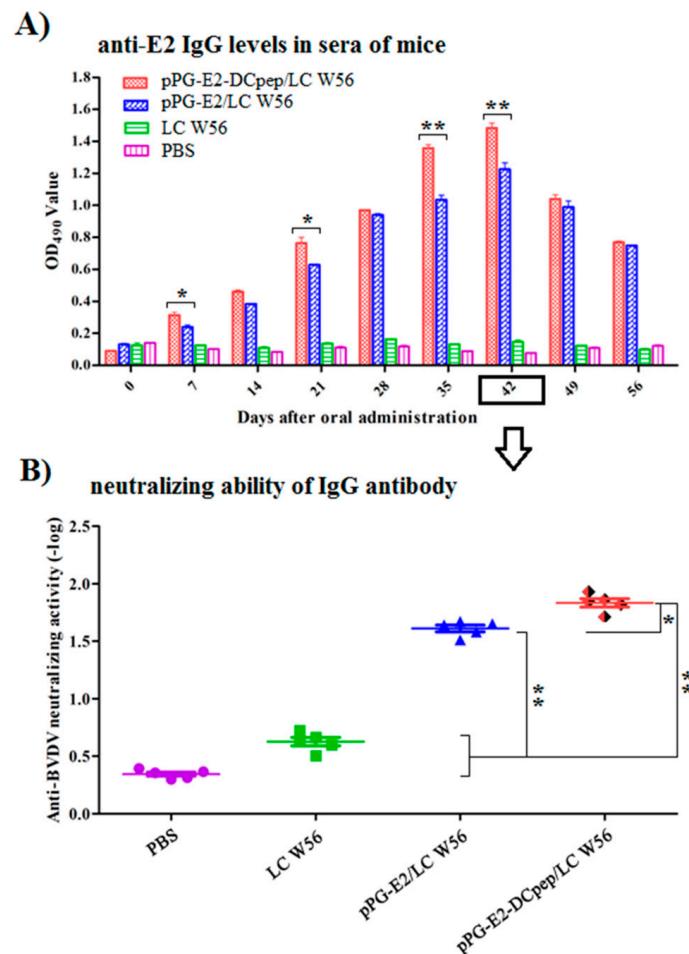 A)
anti-E2 IgG levels in sera of mice
pPG-E2-DCpep/LC W56
pPG-E2/LC W56
LC W56
PBS
OD490 Value
1.8
1.6
1.4
1.2
1.0
0.8
0.6
0.4
0.2
0.0
*
*
**
**
0 7 14 21 28 35 42 49 56
Days after oral administration
B)
neutralizing ability of IgG antibody
Anti-BVDV neutralizing activity (-log)
2.5
2.0
1.5
1.0
0.5
0.0
*
**
**
PBS
LC W56
pPG-E2/LC W56
pPG-E2-DCpep/LC W56